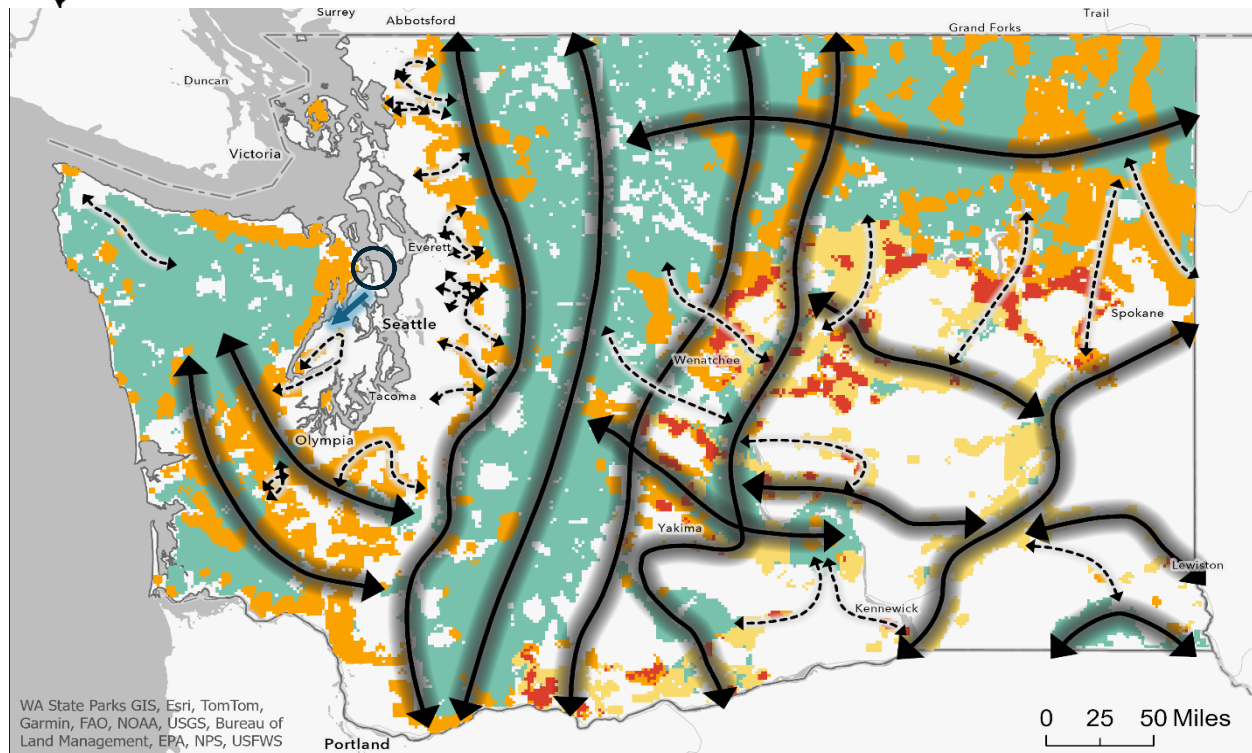 Surrey
Abbotsford
Trail
Grand Forks
Duncan
Victoria
Everett
Seattle
Spokane
Wenatchee
Tacoma
Olympia
Yakima
Lewiston
Kennewick
WA State Parks GIS, Esri, TomTom,
Garmin, FAO, NOAA, USGS, Bureau of
Land Management, EPA, NPS, USFWS
Portland
0 25 50 Miles